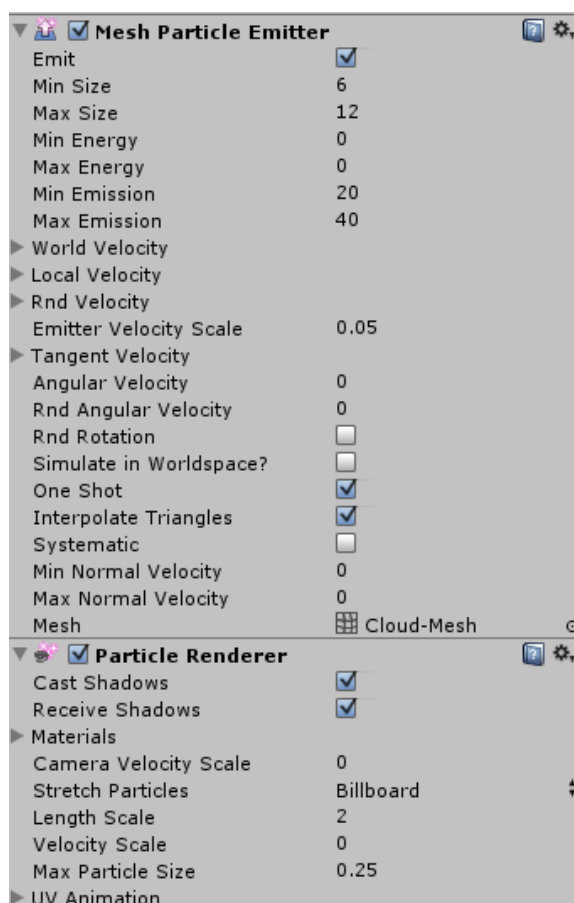 Mesh Particle Emitter
Emit
Min Size 6
Max Size 12
Min Energy 0
Max Energy 0
Min Emission 20
Max Emission 40
World Velocity
Local Velocity
Rnd Velocity
Emitter Velocity Scale 0.05
Tangent Velocity
Angular Velocity 0
Rnd Angular Velocity 0
Rnd Rotation
Simulate in Worldspace?
One Shot
Interpolate Triangles
Systematic
Min Normal Velocity 0
Max Normal Velocity 0
Mesh Cloud-Mesh
Particle Renderer
Cast Shadows
Receive Shadows
Materials
Camera Velocity Scale 0
Stretch Particles Billboard
Length Scale 2
Velocity Scale 0
Max Particle Size 0.25
UV Animation